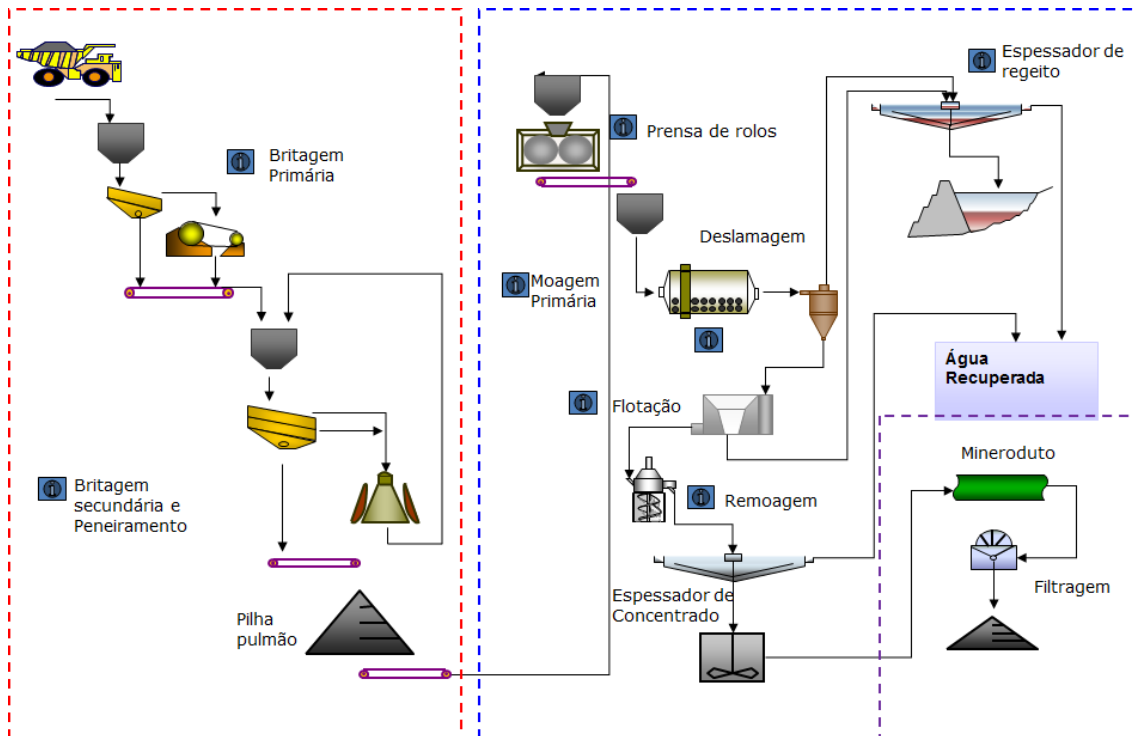 Britagem
Primária
Britagem
secundária e
Peneiramento
Pilha
pulmão
Espessador de
regeito
Prensa de rolos
Deslamagem
Moagem
Primária
Água
Recuperada
Flotação
Mineroduto
Remoagem
Filtragem
Espessador de
Concentrado